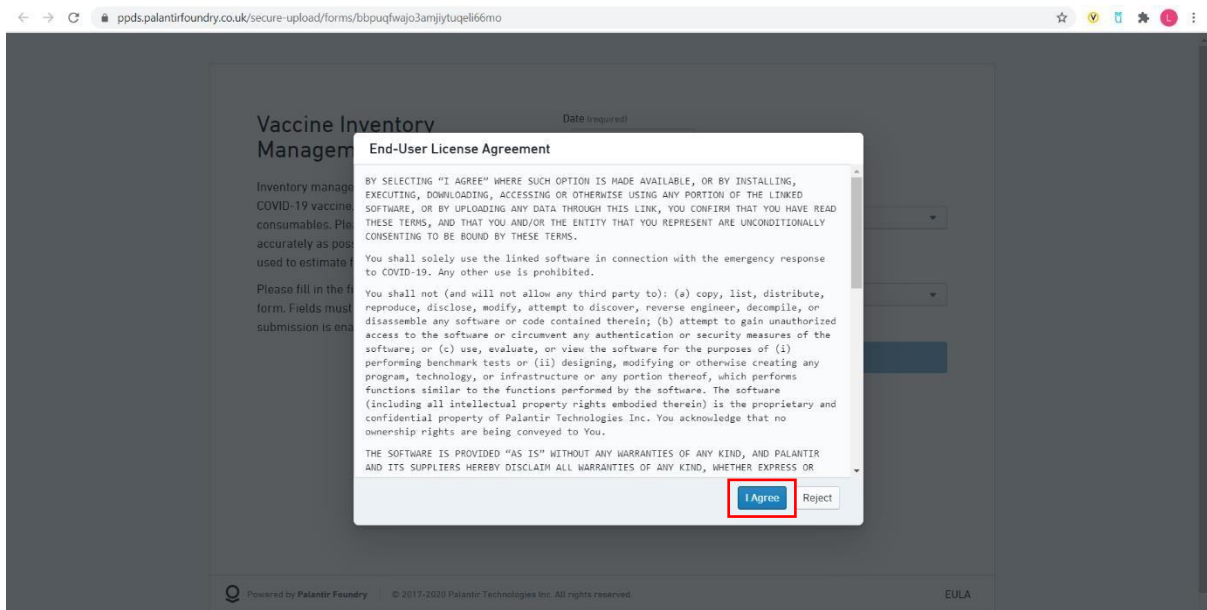 ppds.palantirfoundry.co.uk/secure-upload/forms/bbpuqfwajo3amjiytuqeli66mo
L
Vaccine Inventory
Managem
Inventory manage
COVID-19 vaccine,
consumables. Plea
accurately as poss
used to estimate f
Please fill in the f
form. Fields must
submission is ena
Date (required)
End-User License Agreement
BY SELECTING “I AGREE” WHERE SUCH OPTION IS MADE AVAILABLE, OR BY INSTALLING,
EXECUTING, DOWNLOADING, ACCESSING OR OTHERWISE USING ANY PORTION OF THE LINKED
SOFTWARE, OR BY UPLOADING ANY DATA THROUGH THIS LINK, YOU CONFIRM THAT YOU HAVE READ
THESE TERMS, AND THAT YOU AND/OR THE ENTITY THAT YOU REPRESENT ARE UNCONDITIONALLY
CONSENTING TO BE BOUND BY THESE TERMS.
You shall solely use the linked software in connection with the emergency response
to COVID-19. Any other use is prohibited.
You shall not (and will not allow any third party to): (a) copy, list, distribute,
reproduce, disclose, modify, attempt to discover, reverse engineer, decompile, or
disassemble any software or code contained therein; (b) attempt to gain unauthorized
access to the software or circumvent any authentication or security measures of the
software; or (c) use, evaluate, or view the software for the purposes of (i)
performing benchmark tests or (ii) designing, modifying or otherwise creating any
program, technology, or infrastructure or any portion thereof, which performs
functions similar to the functions performed by the software. The software
(including all intellectual property rights embodied therein) is the proprietary and
confidential property of Palantir Technologies Inc. You acknowledge that no
ownership rights are being conveyed to You.
THE SOFTWARE IS PROVIDED “AS IS” WITHOUT ANY WARRANTIES OF ANY KIND, AND PALANTIR
AND ITS SUPPLIERS HEREBY DISCLAIM ALL WARRANTIES OF ANY KIND, WHETHER EXPRESS OR
I Agree
Reject
Powered by Palantir Foundry
© 2017-2020 Palantir Technologies Inc. All rights reserved.
EULA